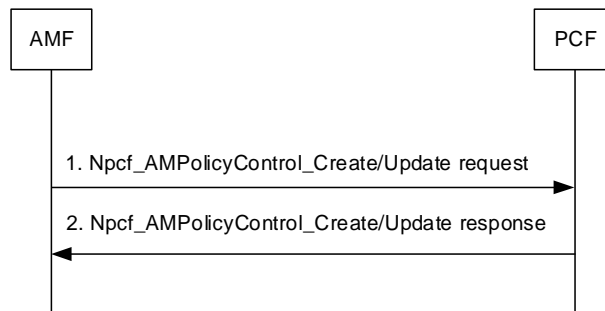 AMF
PCF
1. Npcf_AMPolicyControl_Create/Update request
2. Npcf_AMPolicyControl_Create/Update response